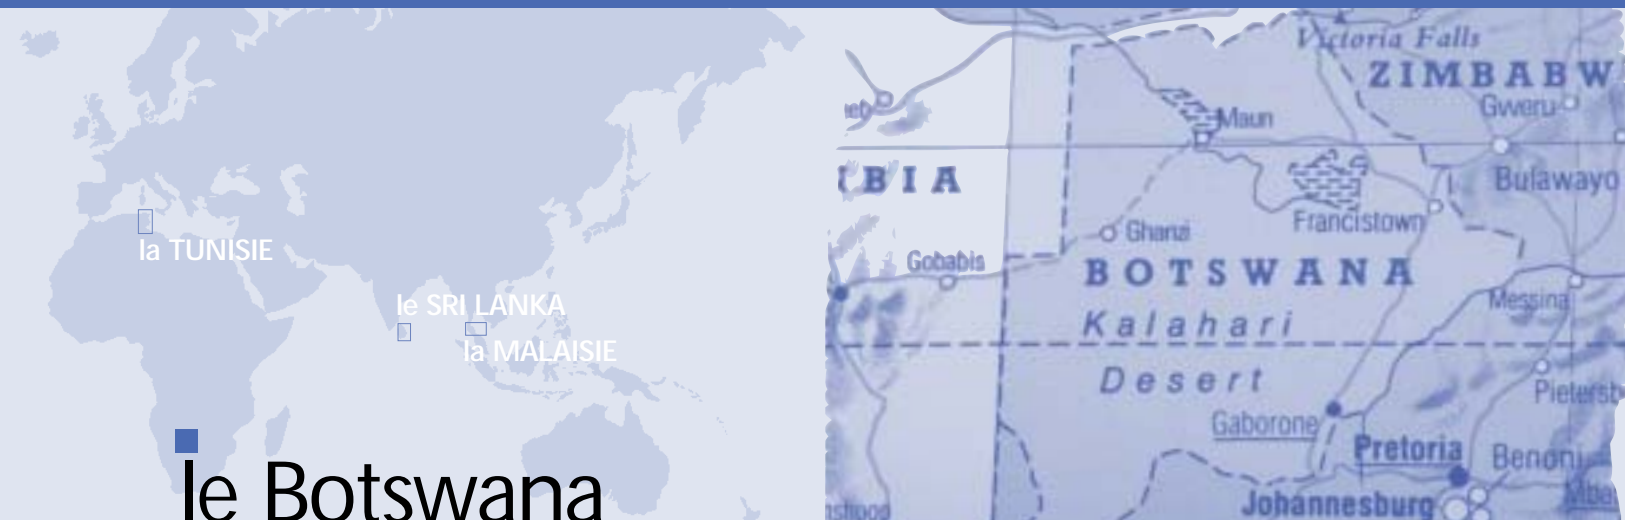 la TUNISIE
le SRI LANKA
la MALAISIE
le Botswana
Victoria Falls
ZIMBABW
Gweru
Maun
BIA
Bulawayo
Francistown
Ghanzi
Gobabis
BOTSWANA
Messina
Kalahari
Desert
Pietersb
Gaborone
Pretoria
Benoni
Johannesburg